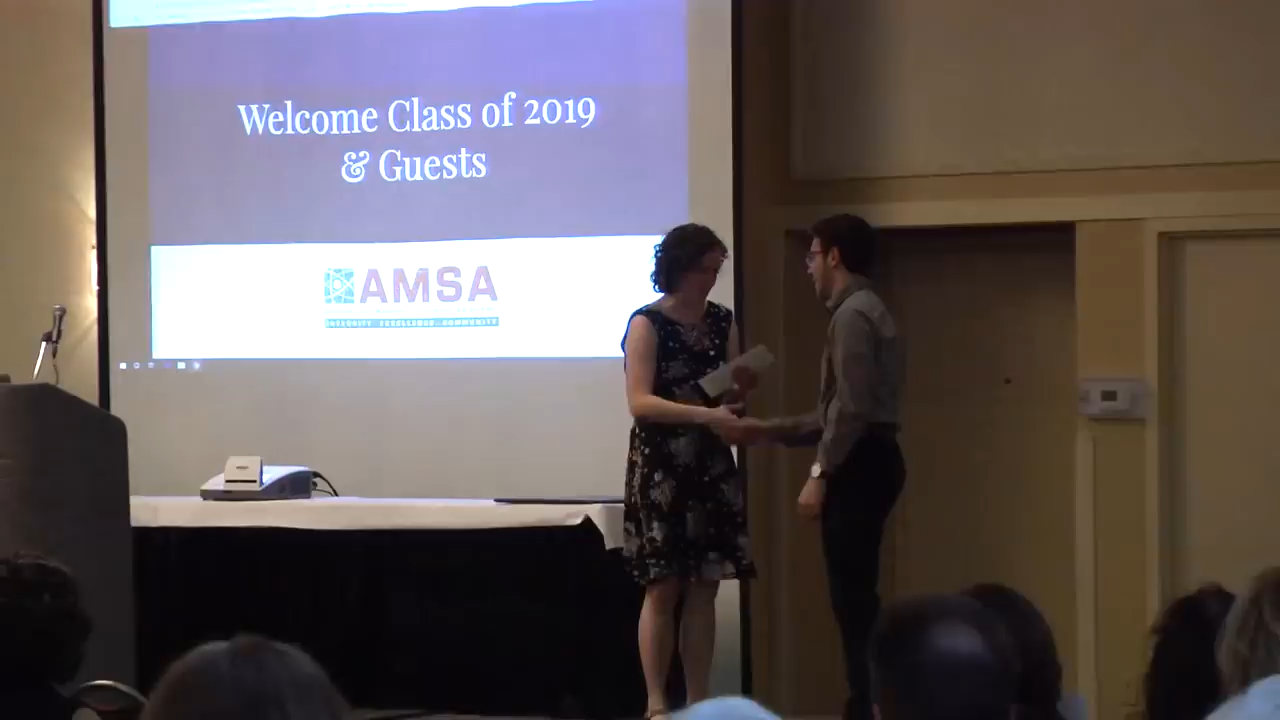 Welcome Class of 2019
& Guests
AMSA
INTEGRITY EXCELLENCE COMMUNITY